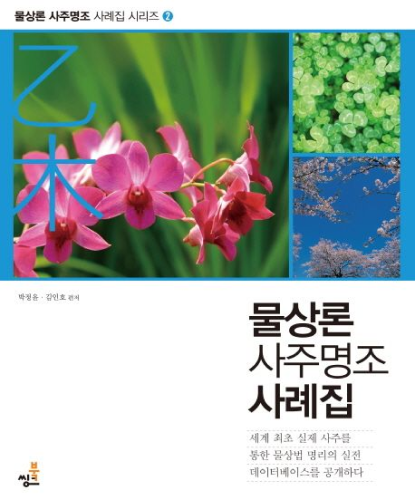 물상론 사주명조 사례집 시리즈 2
乙
木
박정윤 · 김민호 편저
물상론
사주명조
사례집
세계 최초 실제 사주를
통한 물상법 명리의 실전
데이터베이스를 공개하다
북
씽크